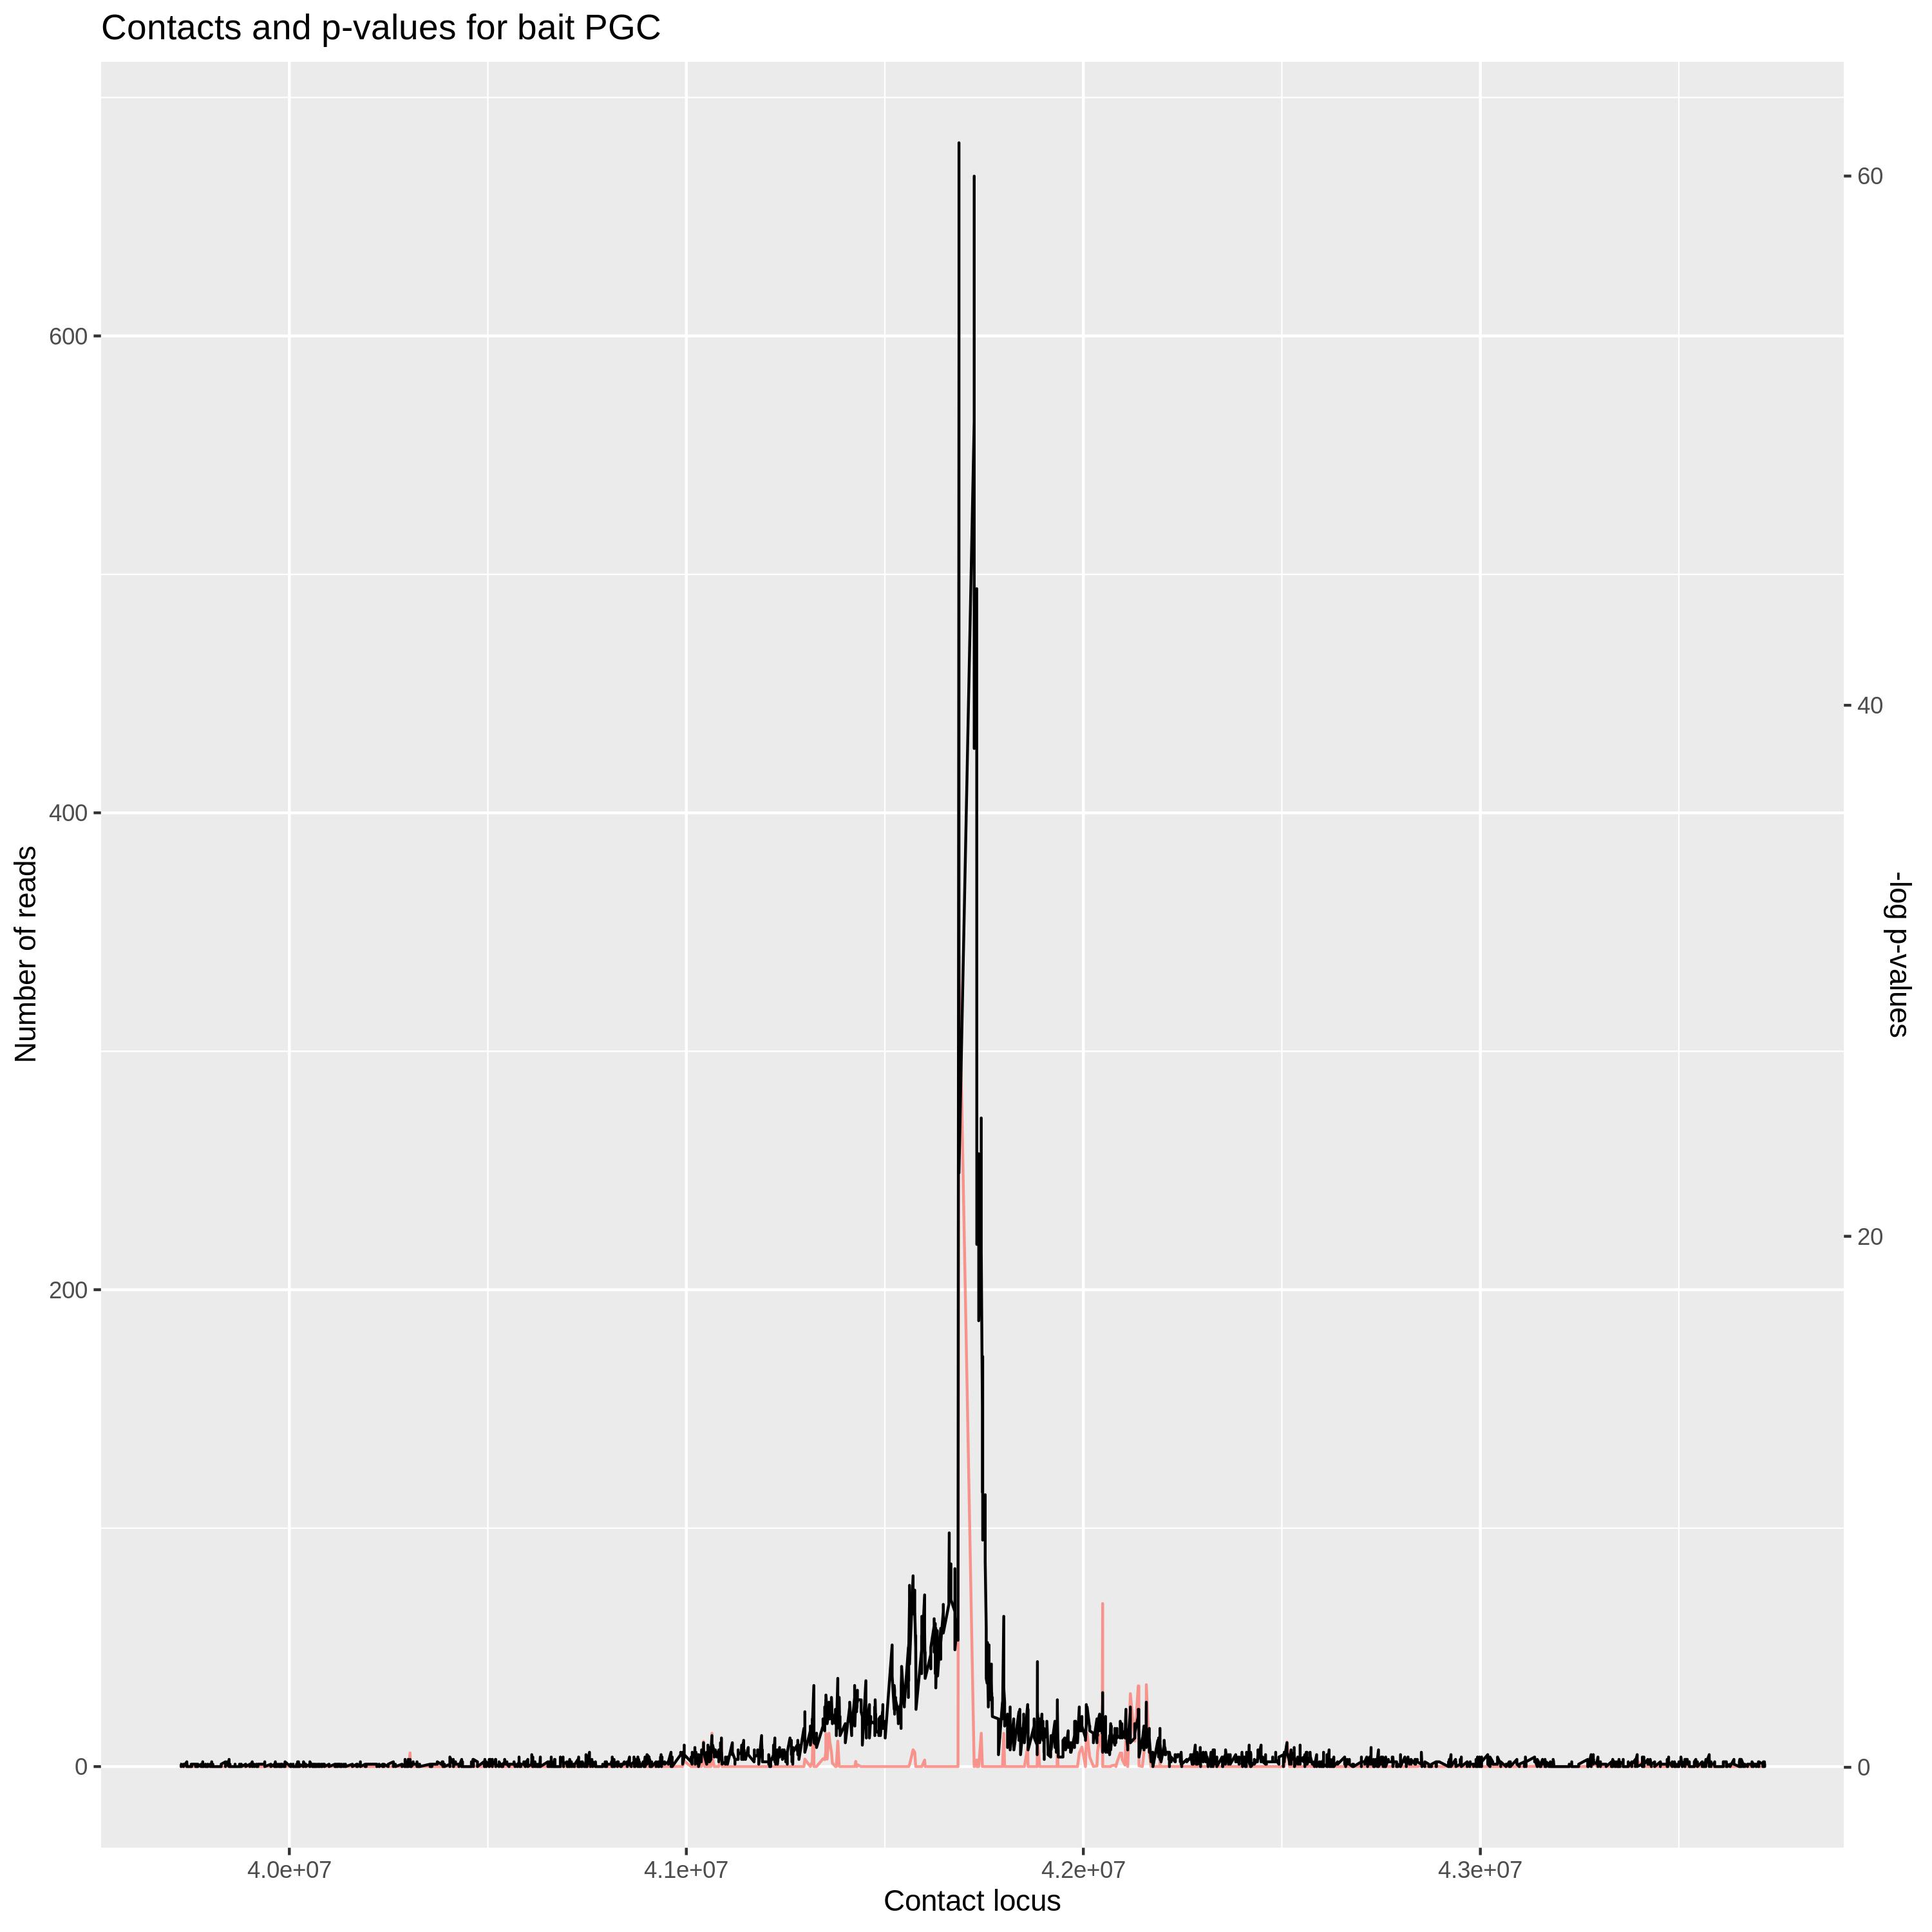 Contacts and p-values for bait PGC
Number of reads
600
400
200
0
60
40
20
0
-log p-values
4.0e+07
4.1e+07
4.2e+07
4.3e+07
Contact locus